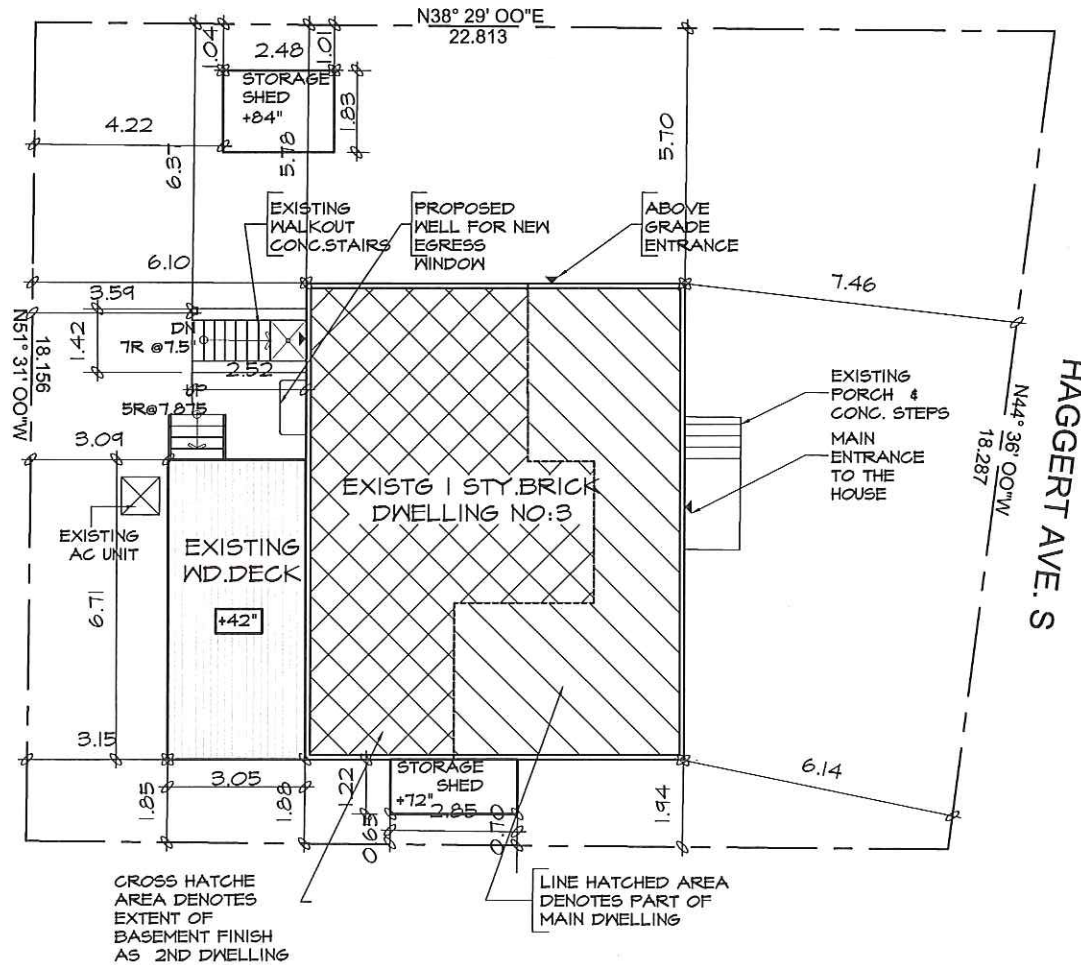 N38° 29' OO"E
22.813
1.04
2.48
1.01
STORAGE
SHED
+84"
1.83
4.22
6.37
5.78
5.70
EXISTING
WALKOUT
CONC.STAIRS
PROPOSED
WELL FOR NEW
EGRESS
WINDOW
ABOVE
GRADE
ENTRANCE
6.10
7.46
3.59
N51° 31' OO"W
18.156
1.42
DN
7R @7.5"
2.52
5R@7.875
3.09
EXISTING
PORCH &
CONC. STEPS
MAIN
ENTRANCE
TO THE
HOUSE
N44° 36' OO"W
18.287
HAGGERT AVE. S
EXISTG 1 STY.BRICK
DWELLING NO:3
EXISTING
AC UNIT
EXISTING
WD.DECK
+42"
6.71
3.15
3.05
1.85
1.88
1.22
STORAGE
SHED
+72"
2.85
0.65
0.70
1.94
6.14
CROSS HATCHE
AREA DENOTES
EXTENT OF
BASEMENT FINISH
AS 2ND DWELLING
LINE HATCHED AREA
DENOTES PART OF
MAIN DWELLING